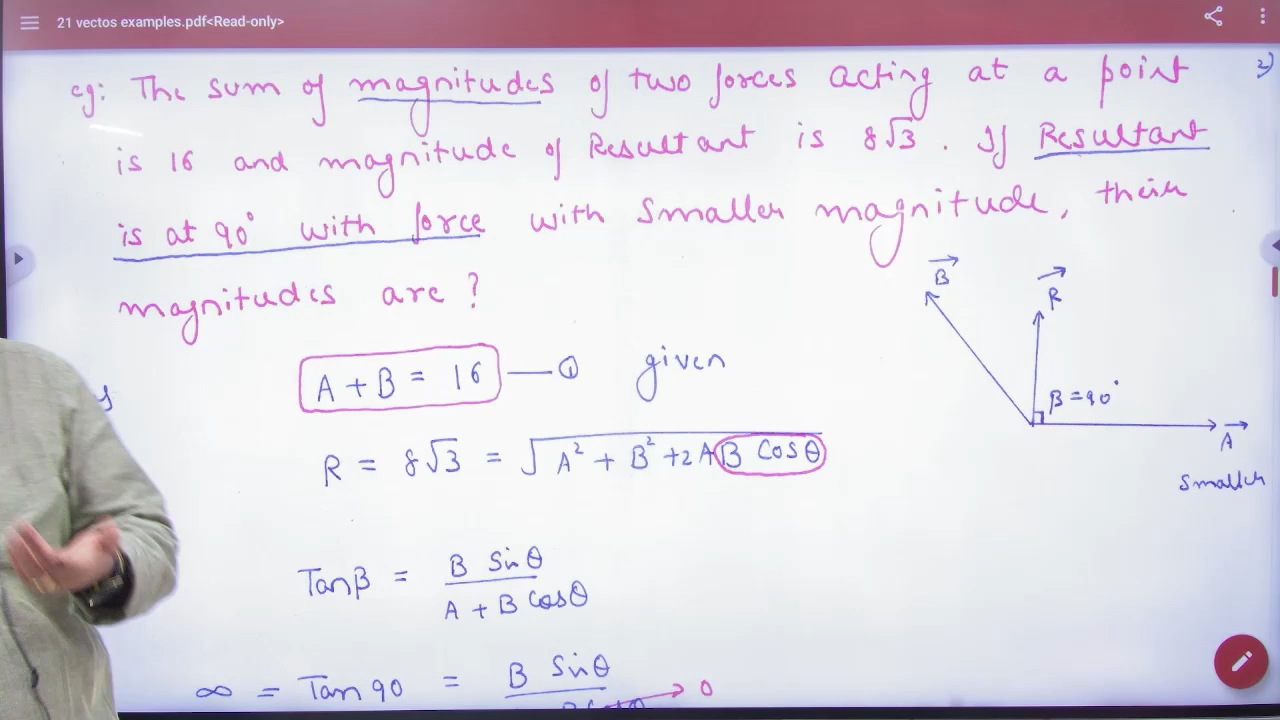 21 vectos examples.pdf<Read-only>
eg: The sum of magnitudes of two forces acting at a point
is 16 and magnitude of Resultant is 8√3. If Resultant
is at 90° with force with smaller magnitude, their
magnitudes are?
A + B = 16 — ① given
R = 8√3 = √A² + B² + 2AB Cosθ
Tanβ = B Sinθ / A + B Cosθ
∞ = Tan 90 = B Sinθ
→ 0
2)
B
R
β = 90°
A
smaller